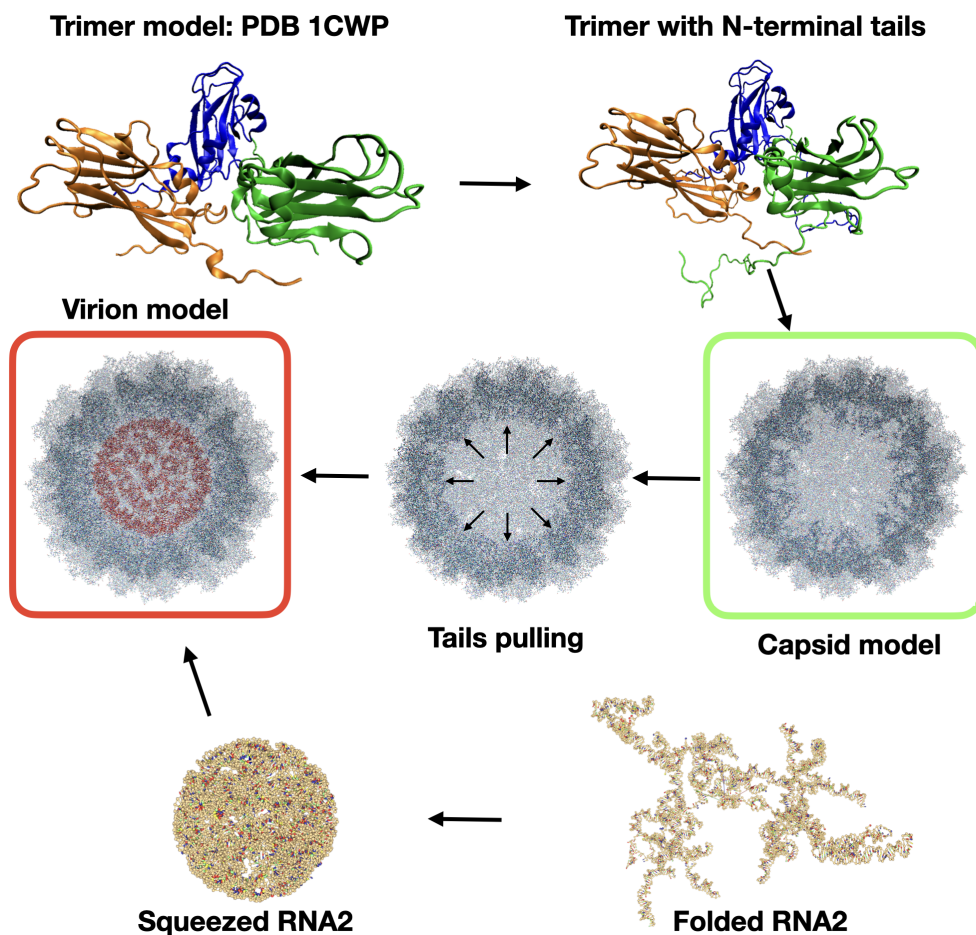 Trimer model: PDB 1CWP
Trimer with N-terminal tails
Virion model
Tails pulling
Capsid model
Squeezed RNA2
Folded RNA2